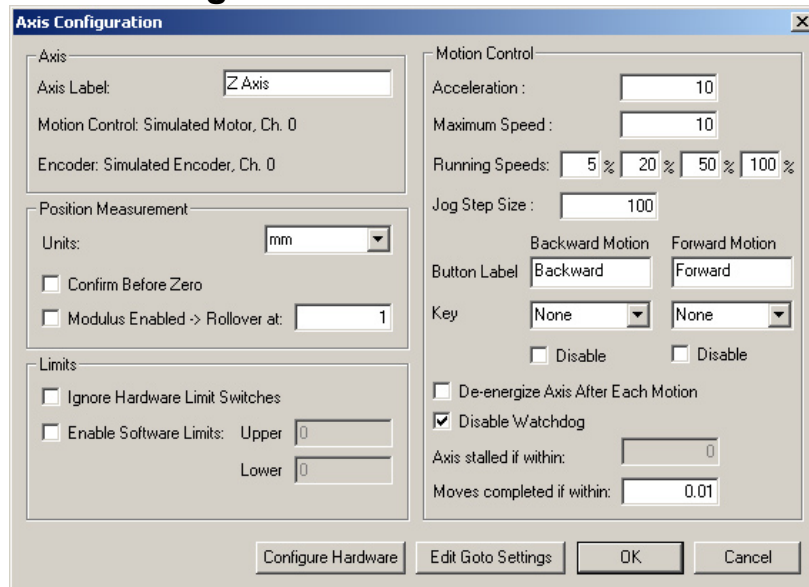 Axis Configuration
Axis
Axis Label: Z Axis
Motion Control: Simulated Motor, Ch. 0
Encoder: Simulated Encoder, Ch. 0
Position Measurement
Units: mm
Confirm Before Zero
Modulus Enabled -> Rollover at: 1
Limits
Ignore Hardware Limit Switches
Enable Software Limits: Upper 0
Lower 0
Motion Control
Acceleration : 10
Maximum Speed : 10
Running Speeds: 5 % 20 % 50 % 100 %
Jog Step Size : 100
Backward Motion Forward Motion
Button Label Backward Forward
Key None None
Disable Disable
De-energize Axis After Each Motion
Disable Watchdog
Axis stalled if within: 0
Moves completed if within: 0.01
Configure Hardware Edit Goto Settings OK Cancel